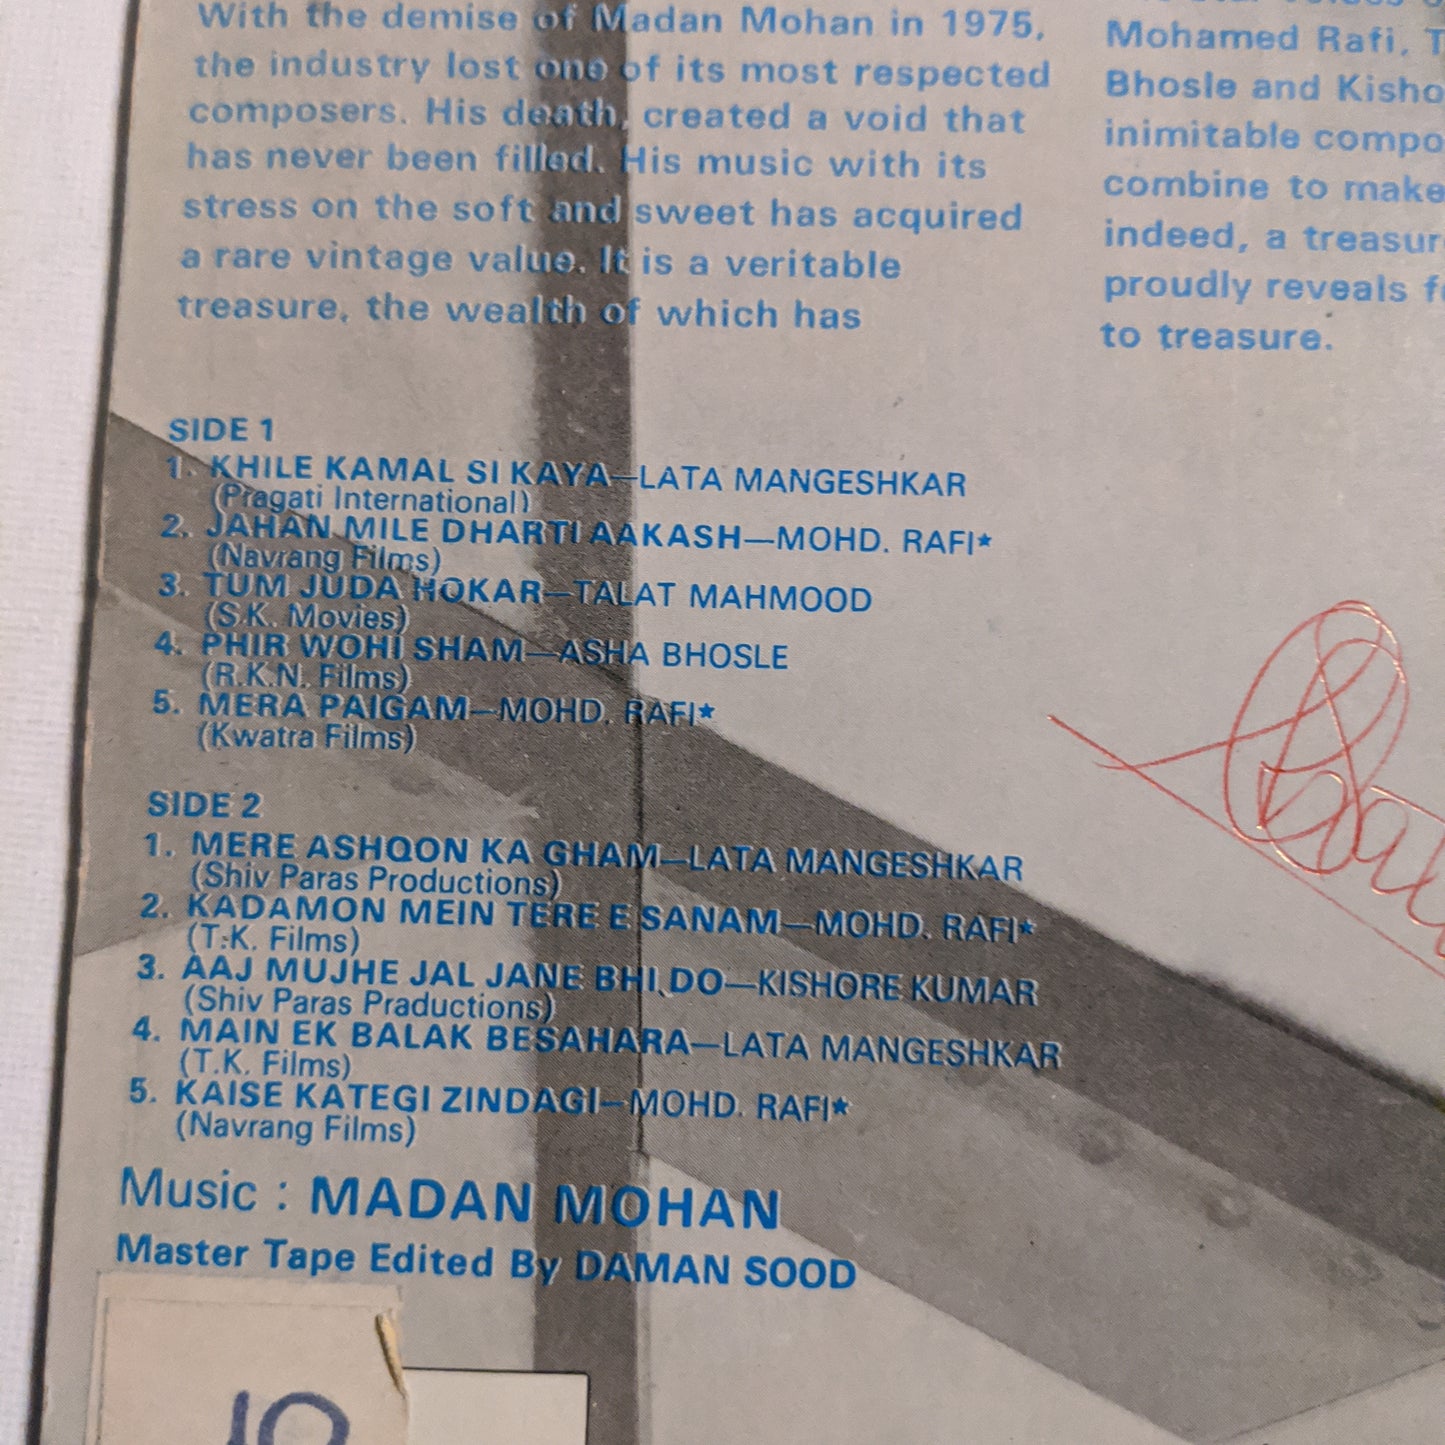 With the demise of Madan Mohan in 1975,
the industry lost one of its most respected
composers. His death, created a void that
has never been filled. His music with its
stress on the soft and sweet has acquired
a rare vintage value. It is a veritable
treasure, the wealth of which has
Mohamed Rafi,
Bhosle and
inimitable
combine to make
indeed, a
proudly reveals
to treasure.
SIDE 1
1. KHILE KAMAL SI KAYA—LATA MANGESHKAR
(Pragati International)
2. JAHAN MILE DHARTI AAKASH—MOHD. RAFI★
(Navrang Films)
3. TUM JUDA HOKAR—TALAT MAHMOOD
(S.K. Movies)
4. PHIR WOHI SHAM—ASHA BHOSLE
(R.K.N. Films)
5. MERA PAIGAM—MOHD. RAFI★
(Kwatra Films)
SIDE 2
1. MERE ASHQON KA GHAM—LATA MANGESHKAR
(Shiv Paras Productions)
2. KADAMON MEIN TERE E SANAM—MOHD. RAFI★
(T.K. Films)
3. AAJ MUJHE JAL JANE BHI DO—KISHORE KUMAR
(Shiv Paras Praductions)
4. MAIN EK BALAK BESAHARA—LATA MANGESHKAR
(T.K. Films)
5. KAISE KATEGI ZINDAGI—MOHD. RAFI★
(Navrang Films)
Music : MADAN MOHAN
Master Tape Edited By DAMAN SOOD